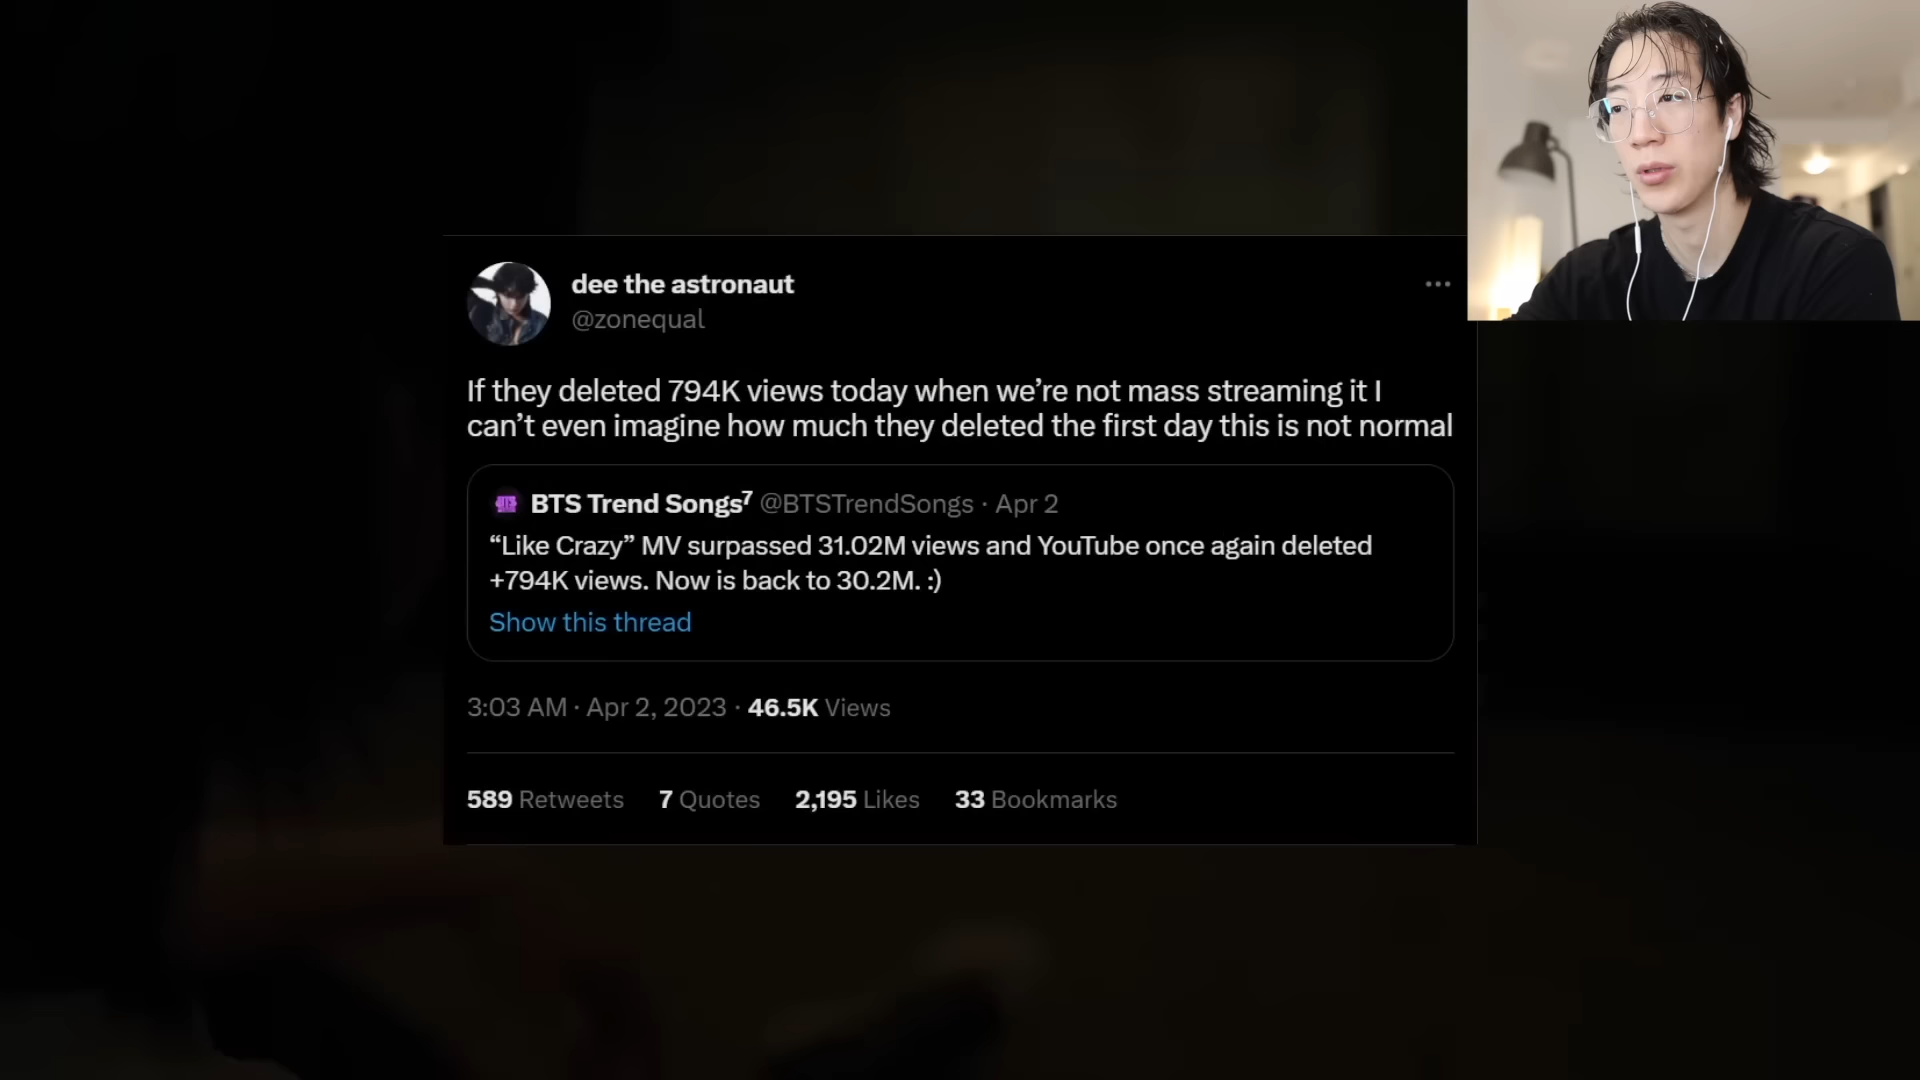 dee the astronaut
@zonequal
If they deleted 794K views today when we’re not mass streaming it I
can’t even imagine how much they deleted the first day this is not normal
BTS Trend Songs⁷ @BTSTrendSongs · Apr 2
“Like Crazy” MV surpassed 31.02M views and YouTube once again deleted
+794K views. Now is back to 30.2M. :)
Show this thread
3:03 AM · Apr 2, 2023 · 46.5K Views
589 Retweets 7 Quotes 2,195 Likes 33 Bookmarks